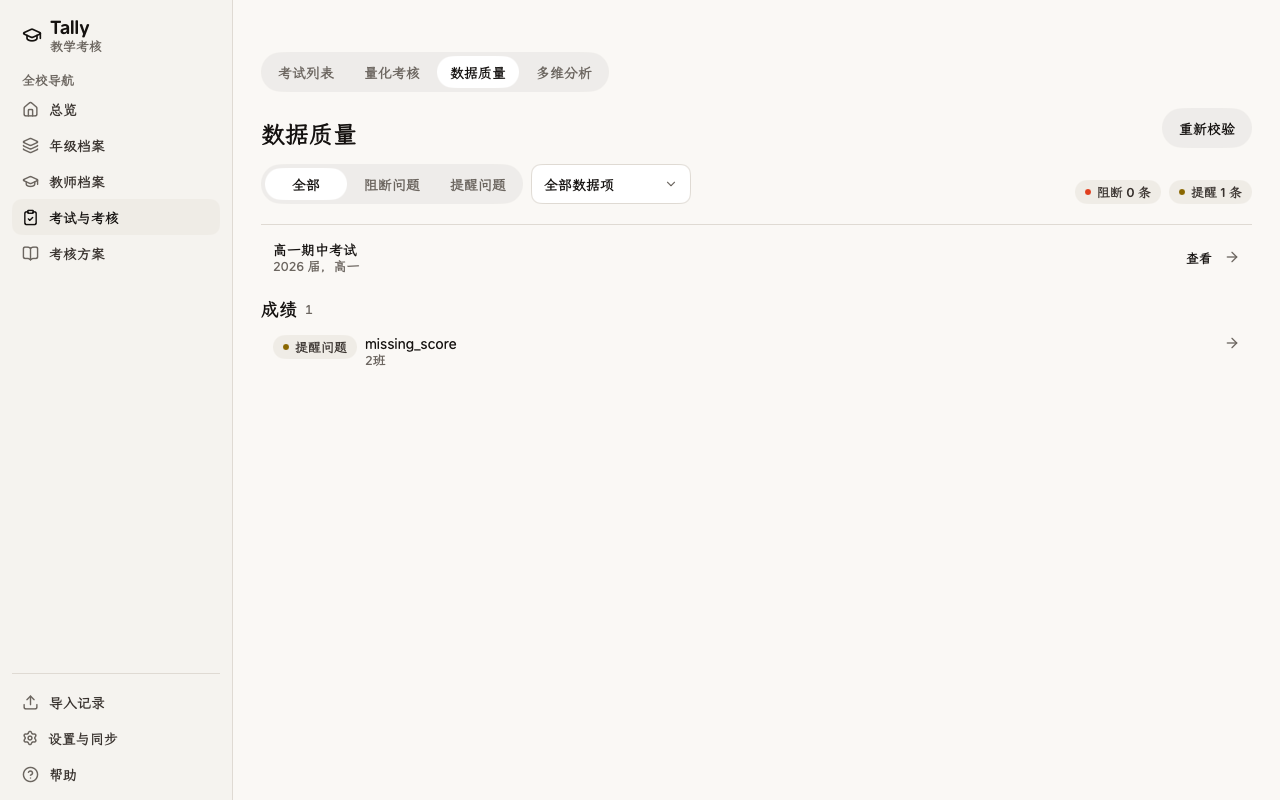 Tally
教学考核
全校导航
总览
年级档案
教师档案
考试与考核
考核方案
导入记录
设置与同步
帮助
考试列表 量化考核 数据质量 多维分析
数据质量
重新校验
全部 阻断问题 提醒问题 全部数据项
阻断 0 条 提醒 1 条
高一期中考试
2026 届，高一
查看
成绩 1
提醒问题 missing_score
2班